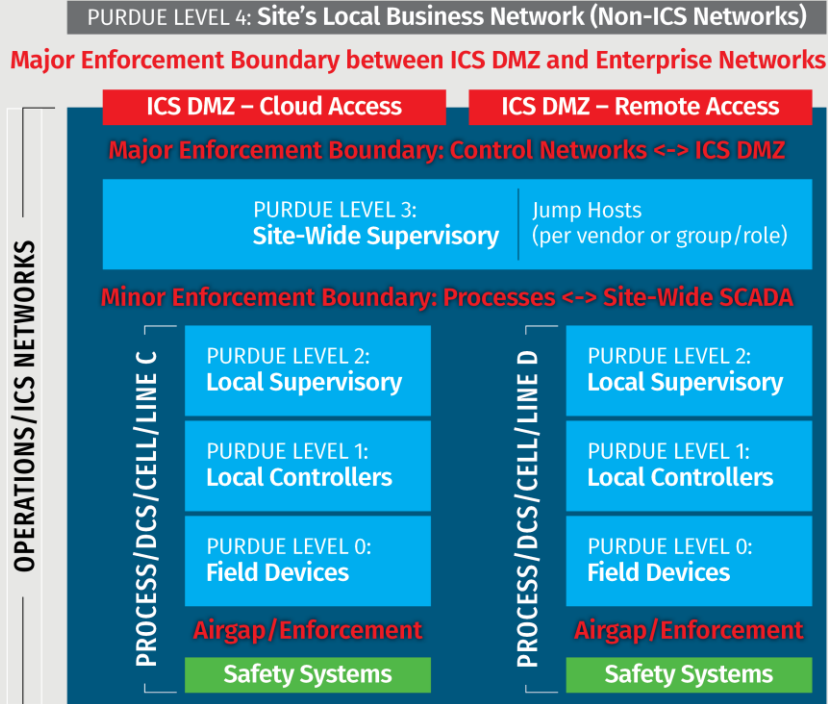 PURDUE LEVEL 4: Site's Local Business Network (Non-ICS Networks)
Major Enforcement Boundary between ICS DMZ and Enterprise Networks
ICS DMZ – Cloud Access
ICS DMZ – Remote Access
Major Enforcement Boundary: Control Networks <-> ICS DMZ
PURDUE LEVEL 3:
Site-Wide Supervisory
Jump Hosts
(per vendor or group/role)
Minor Enforcement Boundary: Processes <-> Site-Wide SCADA
OPERATIONS/ICS NETWORKS
PROCESS/DCS/CELL/LINE C
PURDUE LEVEL 2:
Local Supervisory
PURDUE LEVEL 1:
Local Controllers
PURDUE LEVEL 0:
Field Devices
Airgap/Enforcement
Safety Systems
PROCESS/DCS/CELL/LINE D
PURDUE LEVEL 2:
Local Supervisory
PURDUE LEVEL 1:
Local Controllers
PURDUE LEVEL 0:
Field Devices
Airgap/Enforcement
Safety Systems